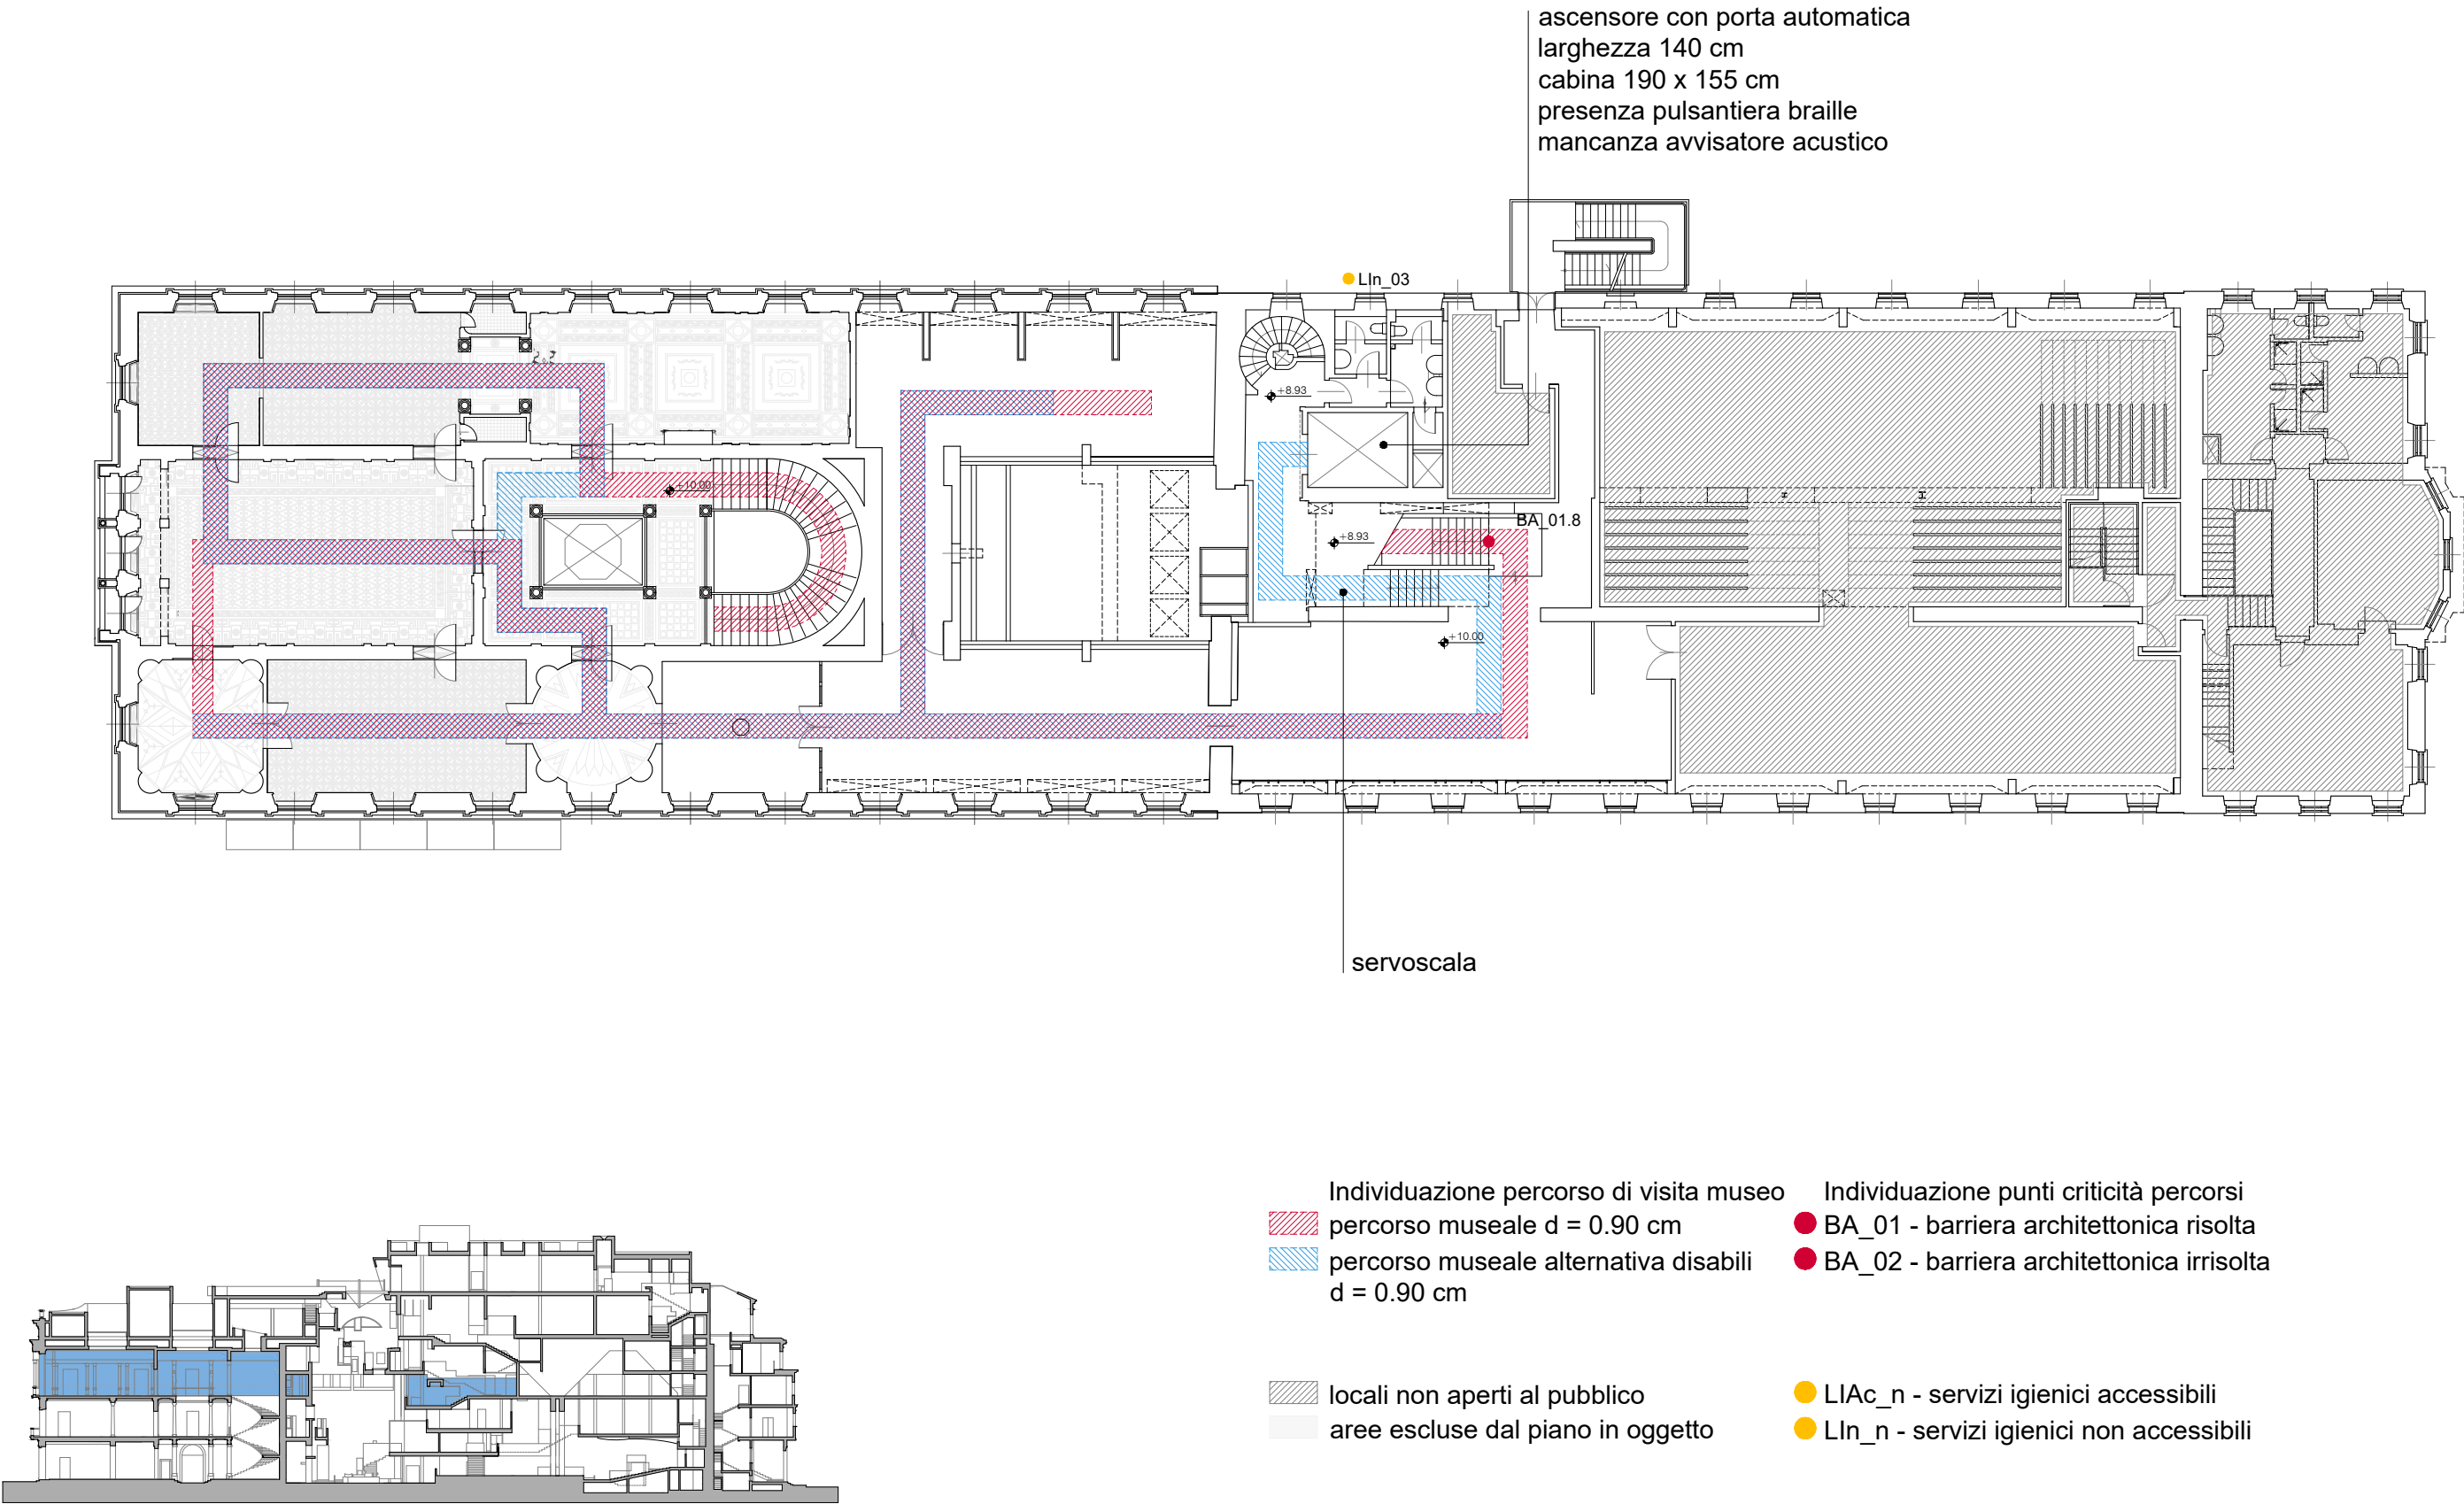 ascensore con porta automatica
larghezza 140 cm
cabina 190 x 155 cm
presenza pulsantiera braille
mancanza avvisatore acustico
LIn_03
+8.93
+10.00
BA_01.8
+8.93
+10.00
servoscala
Individuazione percorso di visita museo
percorso museale d = 0.90 cm
percorso museale alternativa disabili
d = 0.90 cm
Individuazione punti criticità percorsi
BA_01 - barriera architettonica risolta
BA_02 - barriera architettonica irrisolta
locali non aperti al pubblico
aree escluse dal piano in oggetto
LIAc_n - servizi igienici accessibili
LIn_n - servizi igienici non accessibili